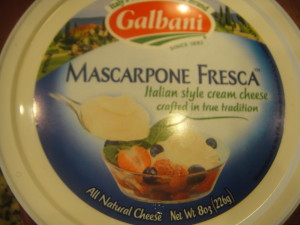 Galbani
SINCE 1882
MASCARPONE FRESCA™
Italian style cream cheese
crafted in true tradition
All Natural Cheese Net Wt 8oz (226g)